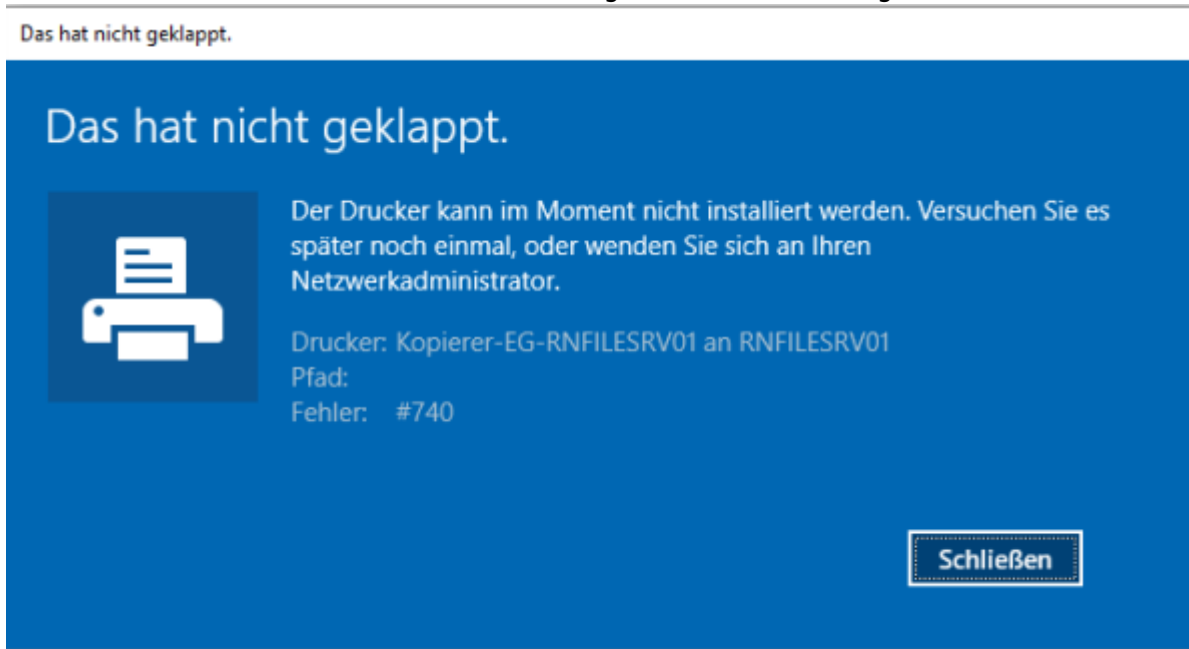 Das hat nicht geklappt.
Das hat nicht geklappt.
Der Drucker kann im Moment nicht installiert werden. Versuchen Sie es
später noch einmal, oder wenden Sie sich an Ihren
Netzwerkadministrator.
Drucker: Kopierer-EG-RNFILESRV01 an RNFILESRV01
Pfad:
Fehler: #740
Schließen